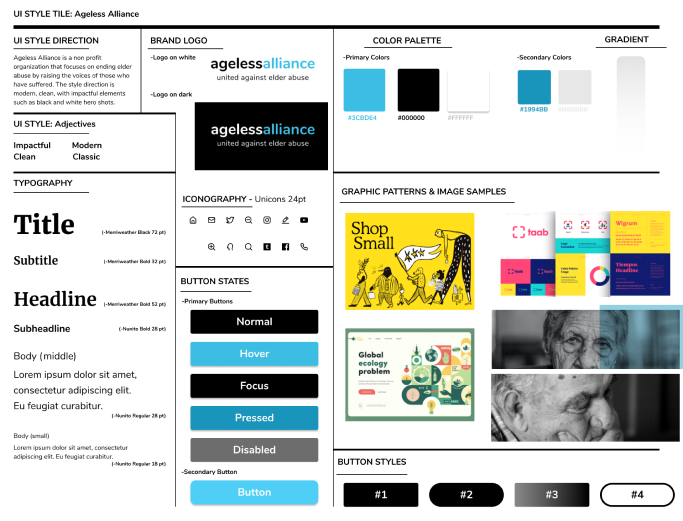 UI STYLE TILE: Ageless Alliance
UI STYLE DIRECTION
Ageless Alliance is a non profit
organization that focuses on ending elder
abuse by raising the voices of those who
have suffered. The style direction is
modern, clean, with impactful elements
such as black and white hero shots.
UI STYLE: Adjectives
Impactful Modern
Clean Classic
TYPOGRAPHY
Title
(-Merriweather Black 72 pt)
Subtitle
(-Merriweather Bold 32 pt)
Headline
(-Merriweather Bold 52 pt)
Subheadline
(-Nunito Bold 28 pt)
Body (middle)
Lorem ipsum dolor sit amet,
consectetur adipiscing elit.
Eu feugiat curabitur.
(-Nunito Regular 28 pt)
Body (small)
Lorem ipsum dolor sit amet, consectetur
adipiscing elit. Eu feugiat curabitur.
(-Nunito Regular 18 pt)
BRAND LOGO
-Logo on white
agelessalliance
united against elder abuse
-Logo on dark
agelessalliance
united against elder abuse
ICONOGRAPHY - Unicons 24pt
BUTTON STATES
-Primary Buttons
Normal
Hover
Focus
Pressed
Disabled
-Secondary Button
Button
COLOR PALETTE
-Primary Colors
#3CBDE4
#000000
#FFFFFF
-Secondary Colors
#1994BB
GRADIENT
GRAPHIC PATTERNS & IMAGE SAMPLES
Shop
Small
taab
Wigrum
Tiempos
Headline
Global
ecology
problem
BUTTON STYLES
#1
#2
#3
#4